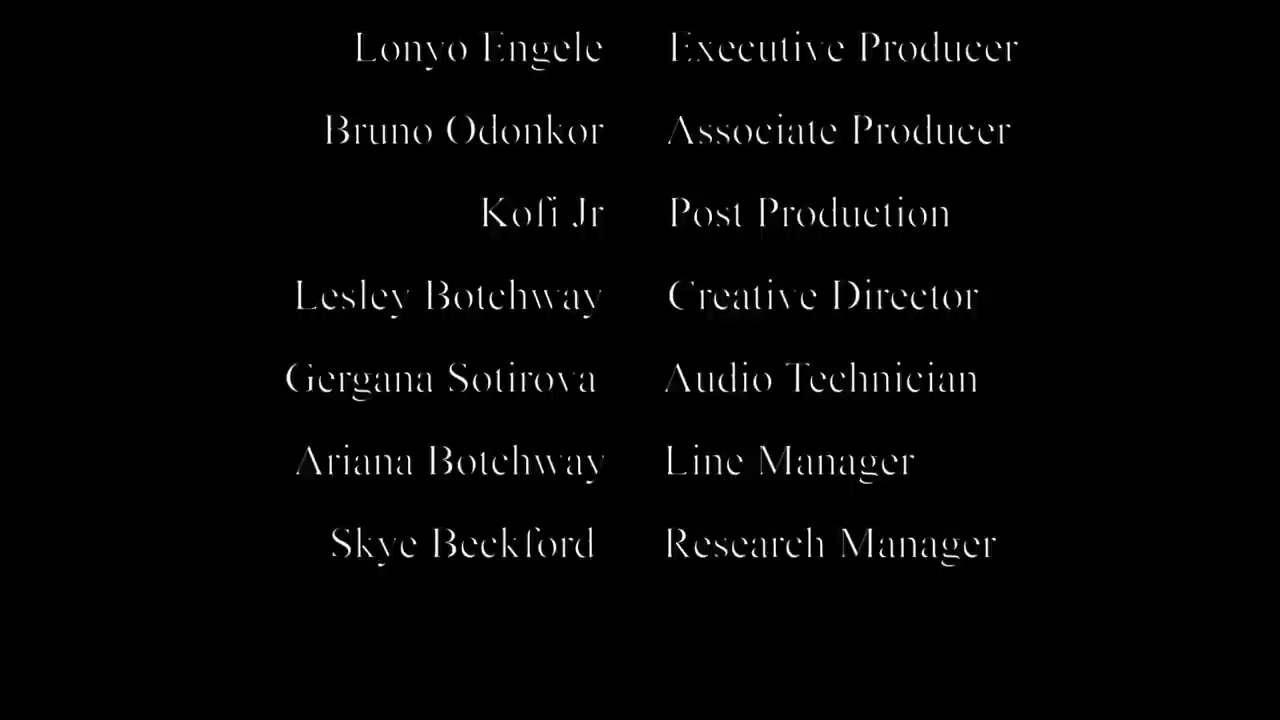 Lonyo Engele Executive Producer
Bruno Odonkor Associate Producer
Kofi Jr Post Production
Lesley Botchway Creative Director
Gergana Sotirova Audio Technician
Ariana Botchway Line Manager
Skye Beckford Research Manager